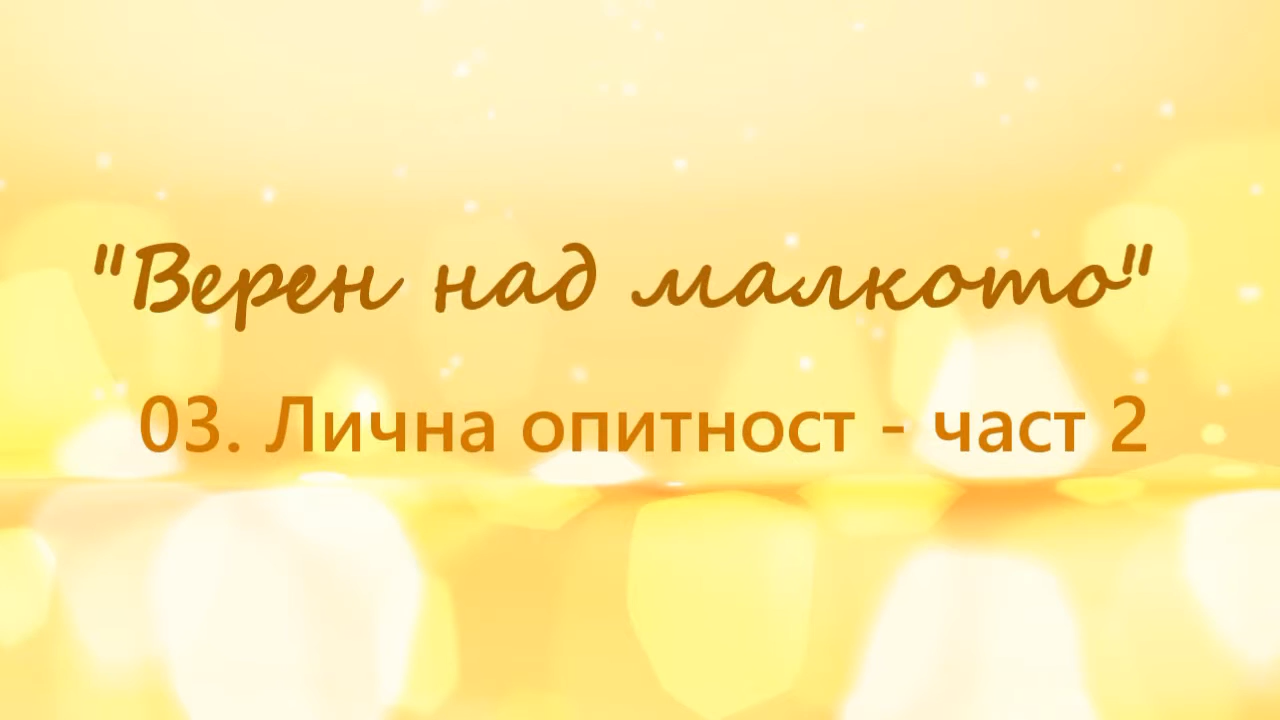 "Верен над малкото"
03. Лична опитност - част 2